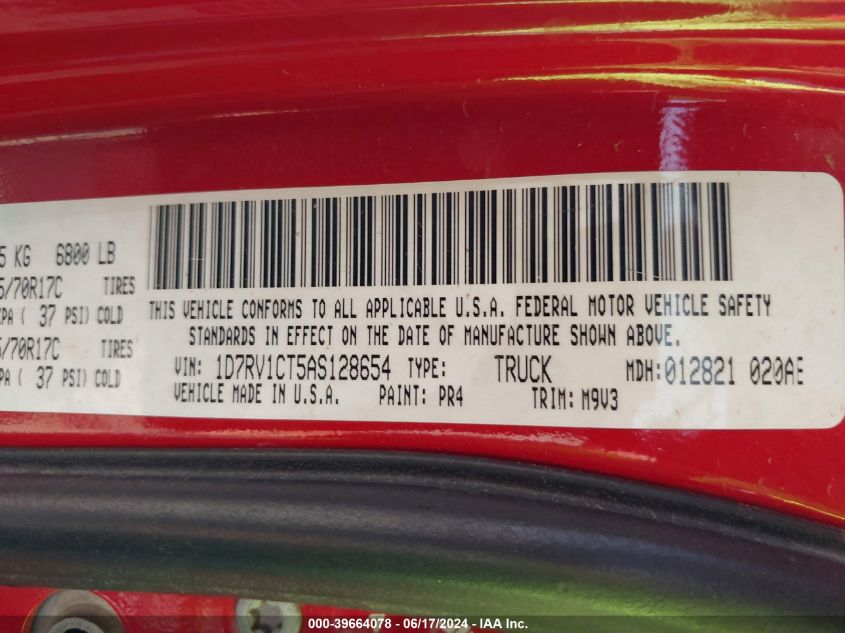 5 KG 6800 LB
5/70R17C TIRES
PA ( 37 PSI) COLD
5/70R17C TIRES
PA ( 37 PSI) COLD
THIS VEHICLE CONFORMS TO ALL APPLICABLE U.S.A. FEDERAL MOTOR VEHICLE SAFETY
STANDARDS IN EFFECT ON THE DATE OF MANUFACTURE SHOWN ABOVE.
VIN: 1D7RV1CT5AS128654 TYPE: TRUCK MDH:012821 020AE
VEHICLE MADE IN U.S.A. PAINT: PR4 TRIM: M9V3
000-39664078 - 06/17/2024 - IAA Inc.